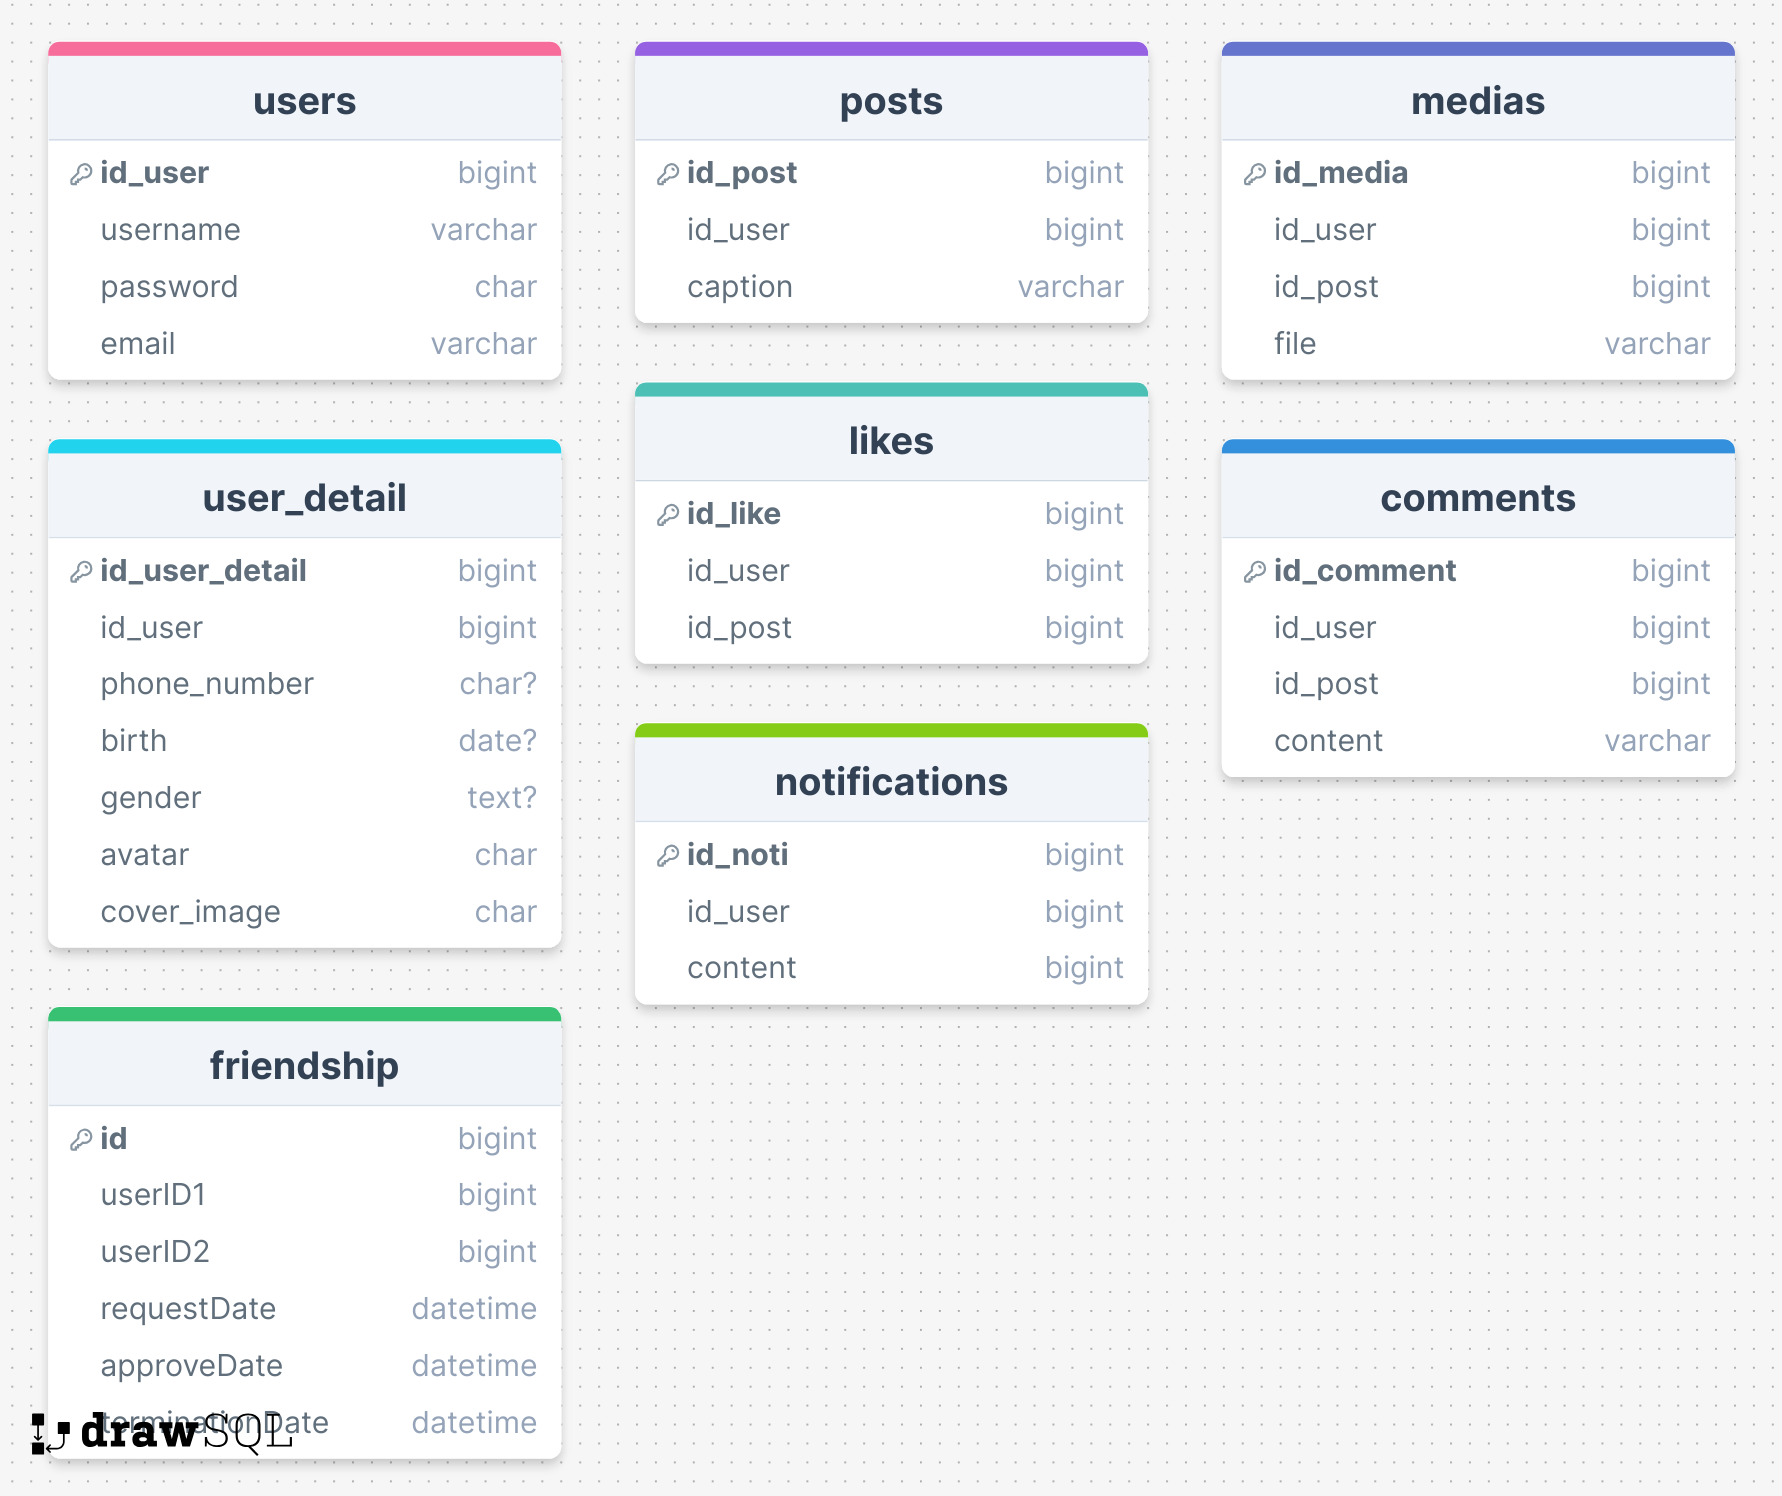 users
id_user bigint
username varchar
password char
email varchar
user_detail
id_user_detail bigint
id_user bigint
phone_number char?
birth date?
gender text?
avatar char
cover_image char
friendship
id bigint
userID1 bigint
userID2 bigint
requestDate datetime
approveDate datetime
terminationDate datetime
drawSQL
posts
id_post bigint
id_user bigint
caption varchar
likes
id_like bigint
id_user bigint
id_post bigint
notifications
id_noti bigint
id_user bigint
content bigint
medias
id_media bigint
id_user bigint
id_post bigint
file varchar
comments
id_comment bigint
id_user bigint
id_post bigint
content varchar